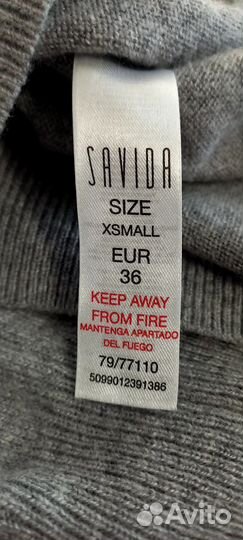 SAVIDA
SIZE
XSMALL
EUR
36
KEEP AWAY
FROM FIRE
MANTENGA APARTADO
DEL FUEGO
79/77110
5099012391386
Avito